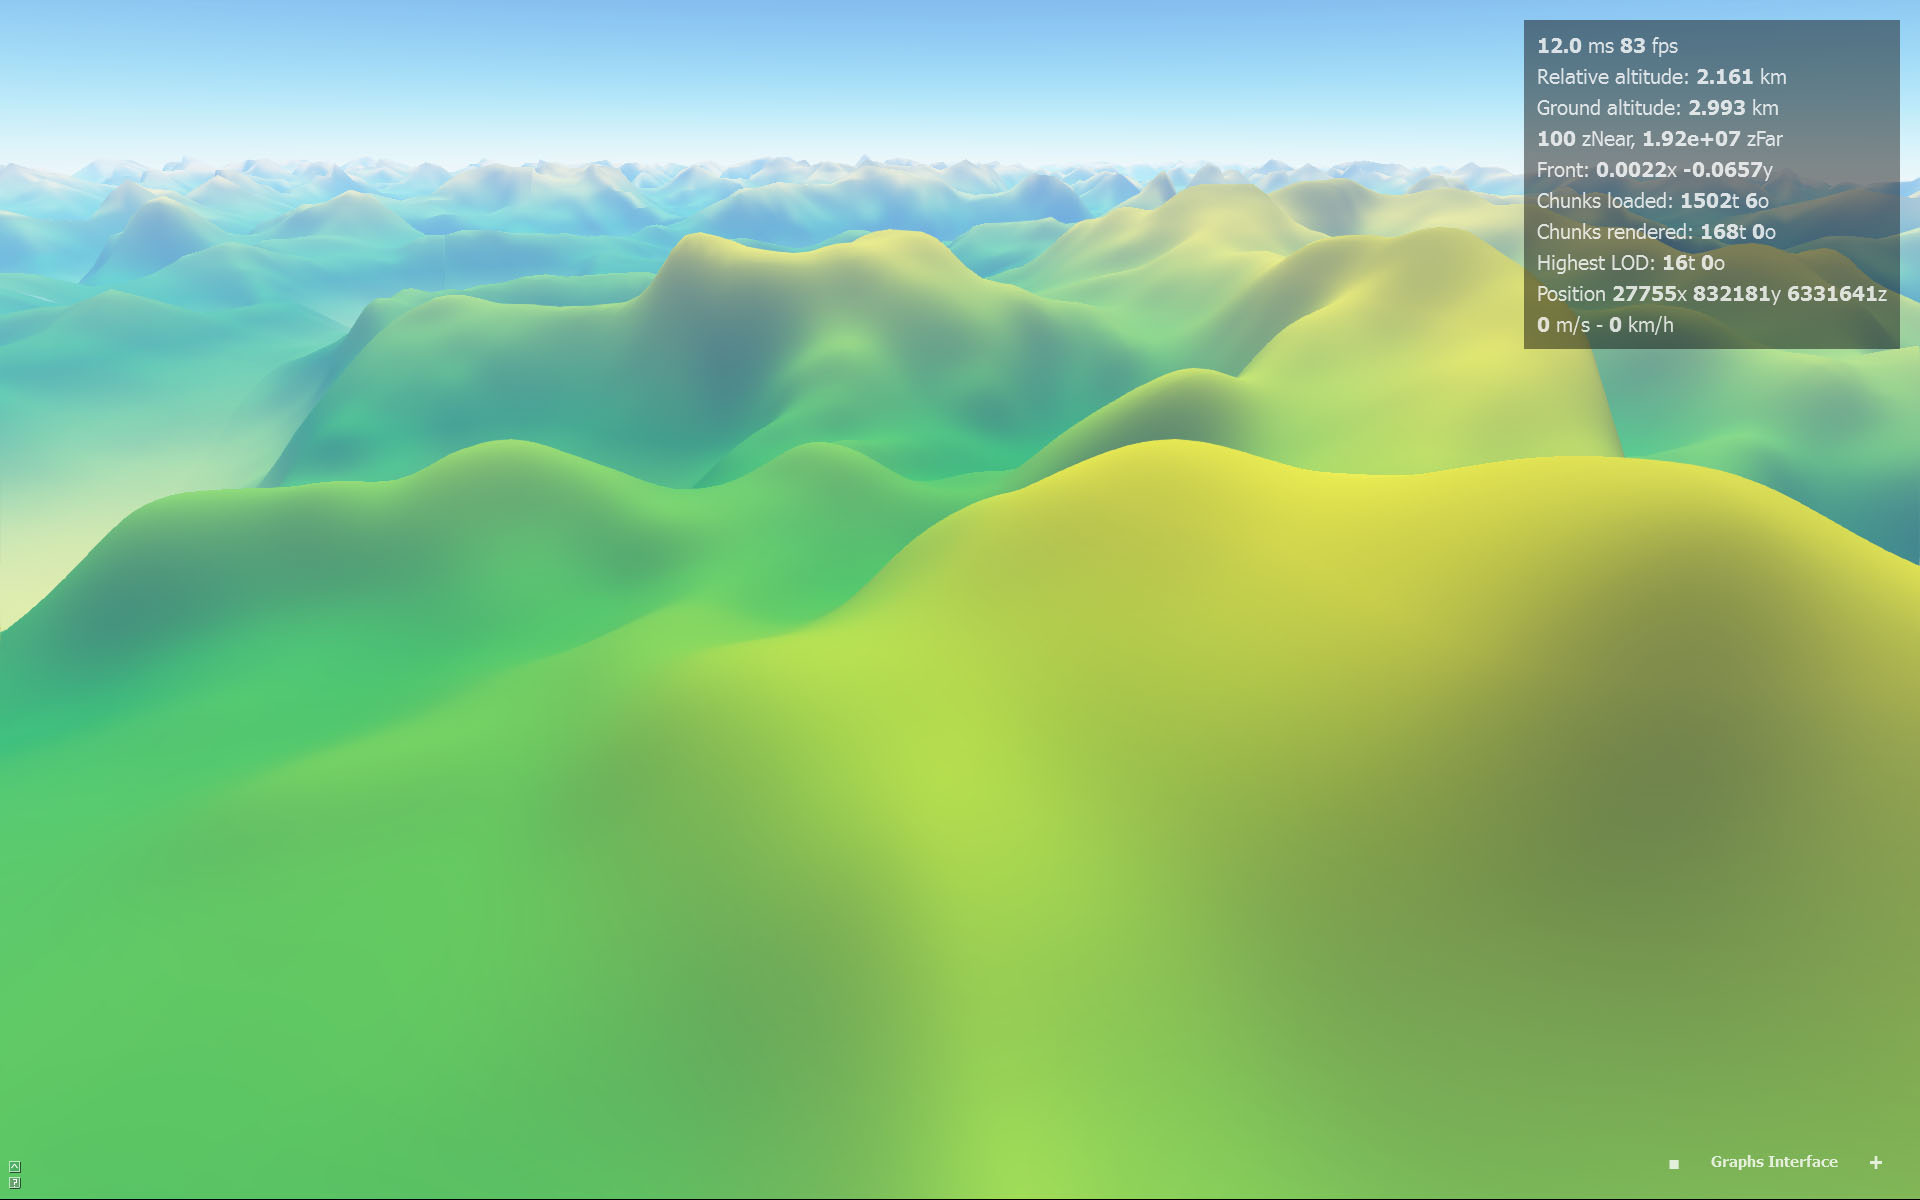 12.0 ms 83 fps
Relative altitude: 2.161 km
Ground altitude: 2.993 km
100 zNear, 1.92e+07 zFar
Front: 0.0022x -0.0657y
Chunks loaded: 1502t 6o
Chunks rendered: 168t 0o
Highest LOD: 16t 0o
Position 27755x 832181y 6331641z
0 m/s - 0 km/h
Graphs Interface +
?